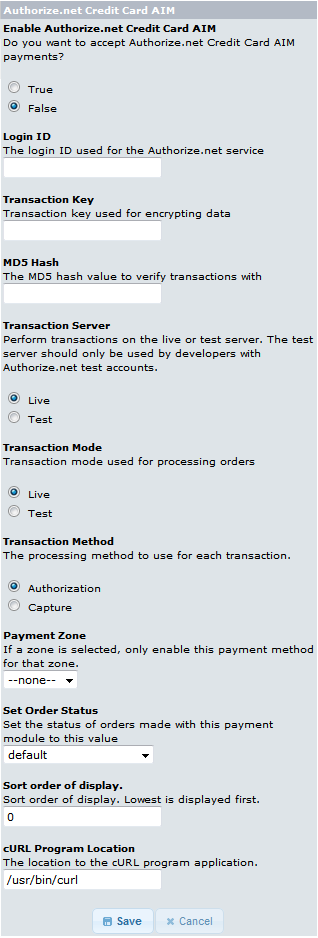 Authorize.net Credit Card AIM
Enable Authorize.net Credit Card AIM
Do you want to accept Authorize.net Credit Card AIM
payments?
True
False
Login ID
The login ID used for the Authorize.net service
Transaction Key
Transaction key used for encrypting data
MD5 Hash
The MD5 hash value to verify transactions with
Transaction Server
Perform transactions on the live or test server. The test
server should only be used by developers with
Authorize.net test accounts.
Live
Test
Transaction Mode
Transaction mode used for processing orders
Live
Test
Transaction Method
The processing method to use for each transaction.
Authorization
Capture
Payment Zone
If a zone is selected, only enable this payment method
for that zone.
--none--
Set Order Status
Set the status of orders made with this payment
module to this value
default
Sort order of display.
Sort order of display. Lowest is displayed first.
0
cURL Program Location
The location to the cURL program application.
/usr/bin/curl
Save Cancel